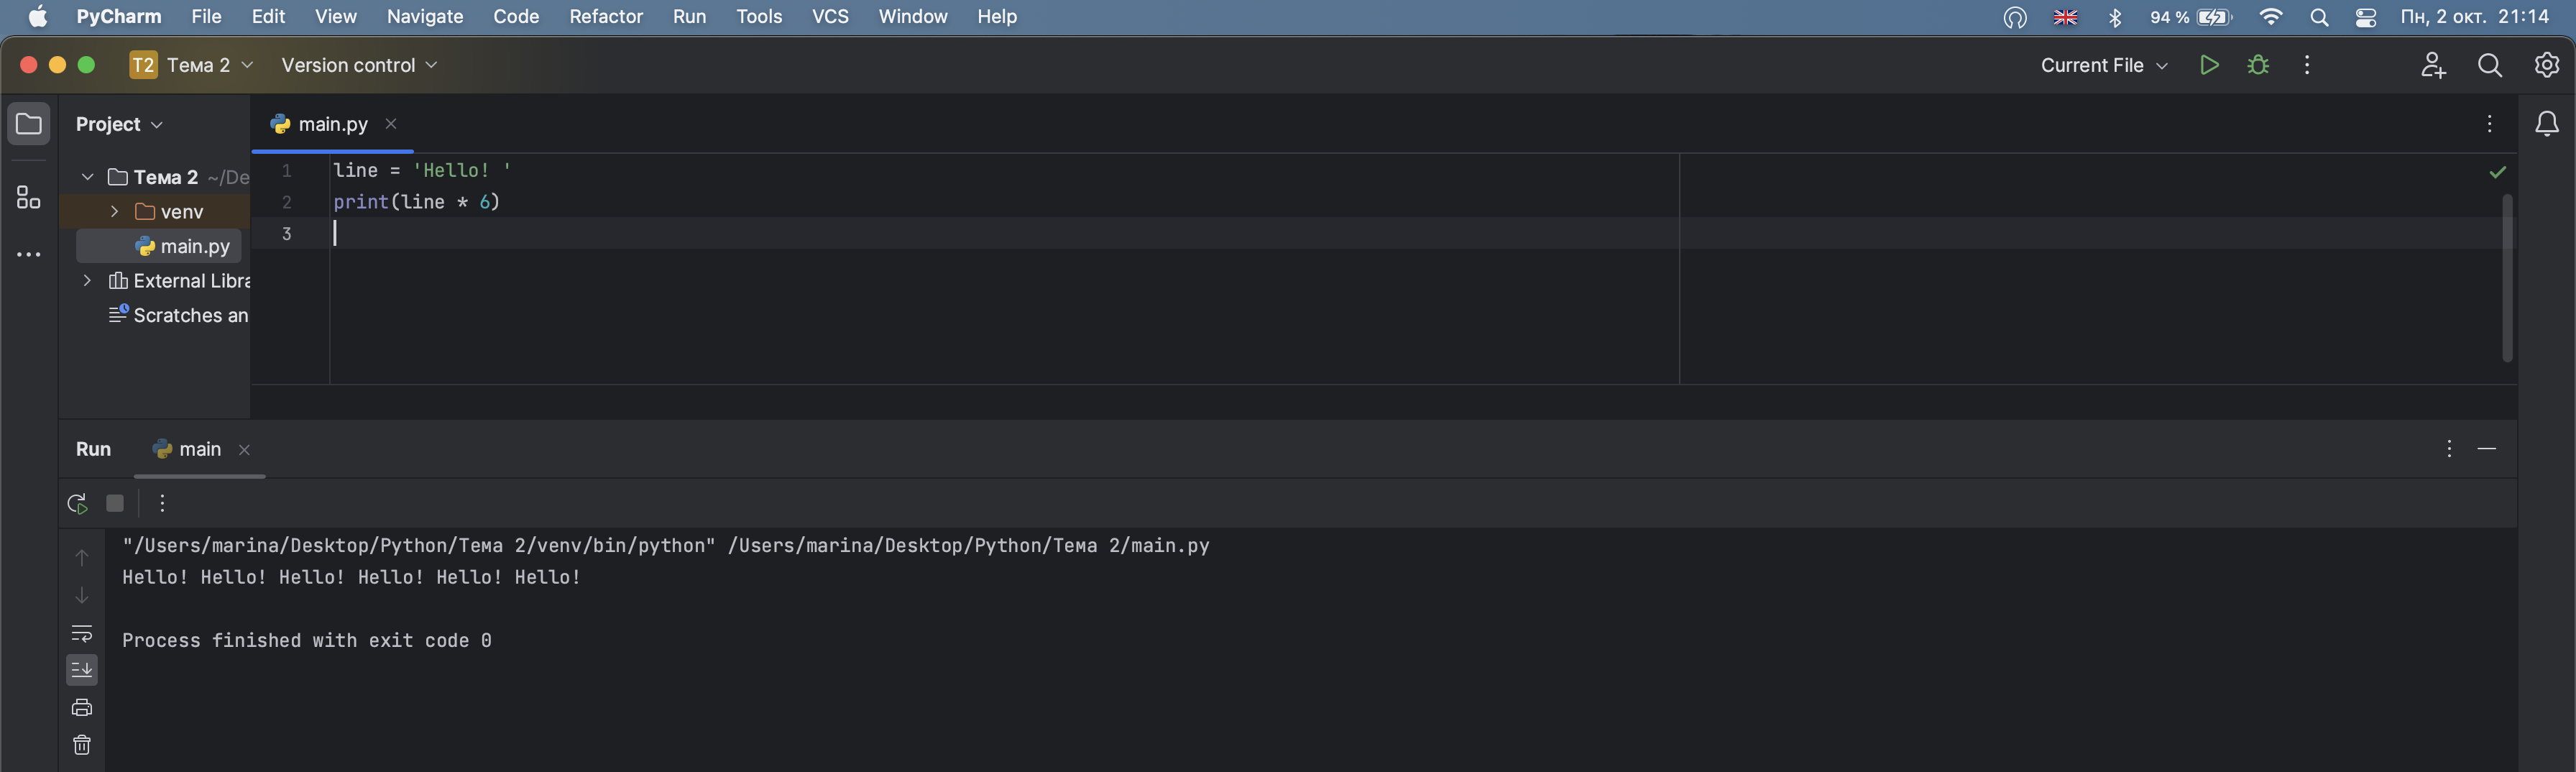 PyCharm File Edit View Navigate Code Refactor Run Tools VCS Window Help 94 % Пн, 2 окт. 21:14
T2 Тема 2 Version control Current File
Project main.py
Тема 2 ~/De
venv
main.py
External Libra
Scratches an
1 line = 'Hello! '
2 print(line * 6)
3
Run main
"/Users/marina/Desktop/Python/Тема 2/venv/bin/python" /Users/marina/Desktop/Python/Тема 2/main.py
Hello! Hello! Hello! Hello! Hello! Hello!
Process finished with exit code 0